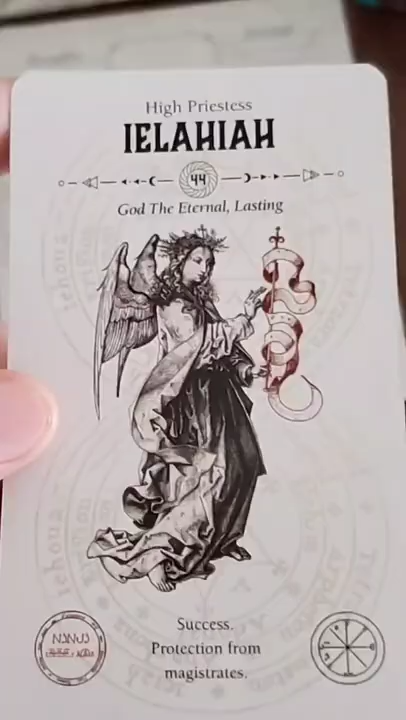 High Priestess
IELAHIAH
44
God The Eternal, Lasting
Success.
Protection from
magistrates.